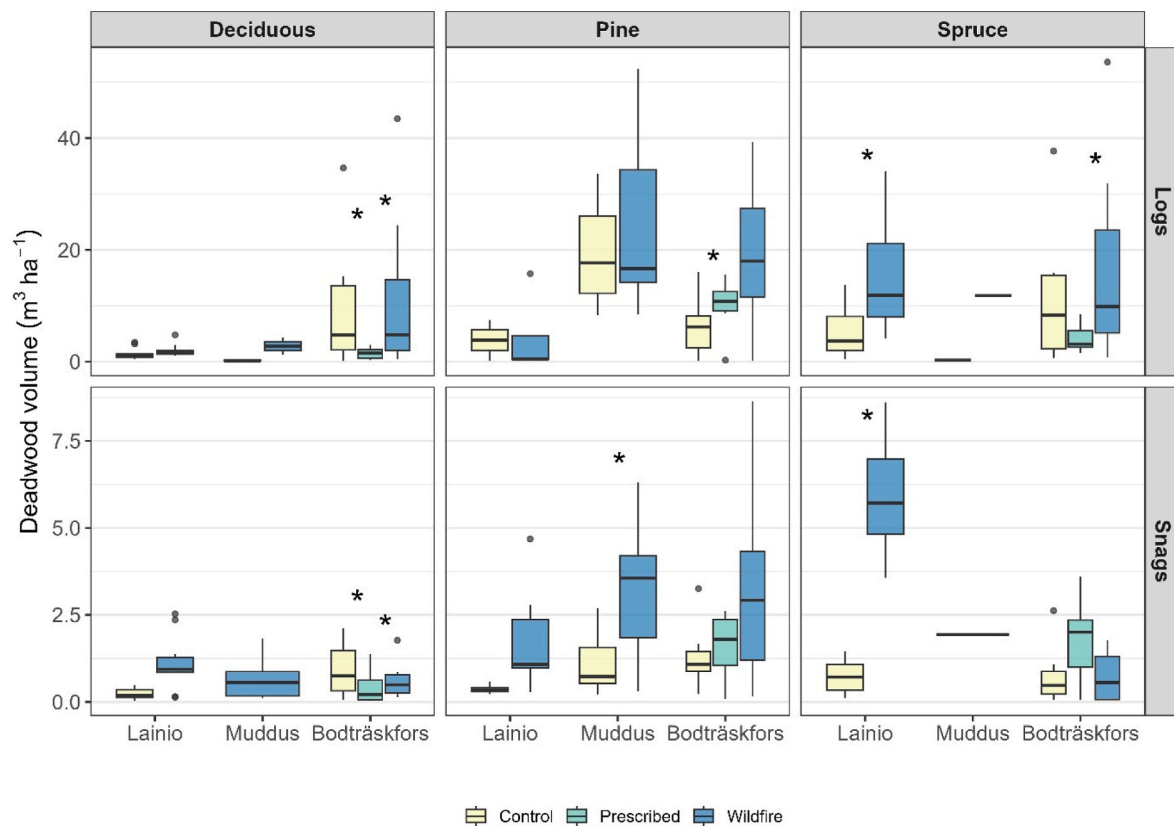 Deciduous Pine Spruce
Deadwood volume (m³ ha⁻¹)
40
20
0
* * * * *
Logs
7.5
5.0
2.5
0.0
* * * *
Snags
Lainio Muddus Bodträskfors Lainio Muddus Bodträskfors Lainio Muddus Bodträskfors
Control Prescribed Wildfire